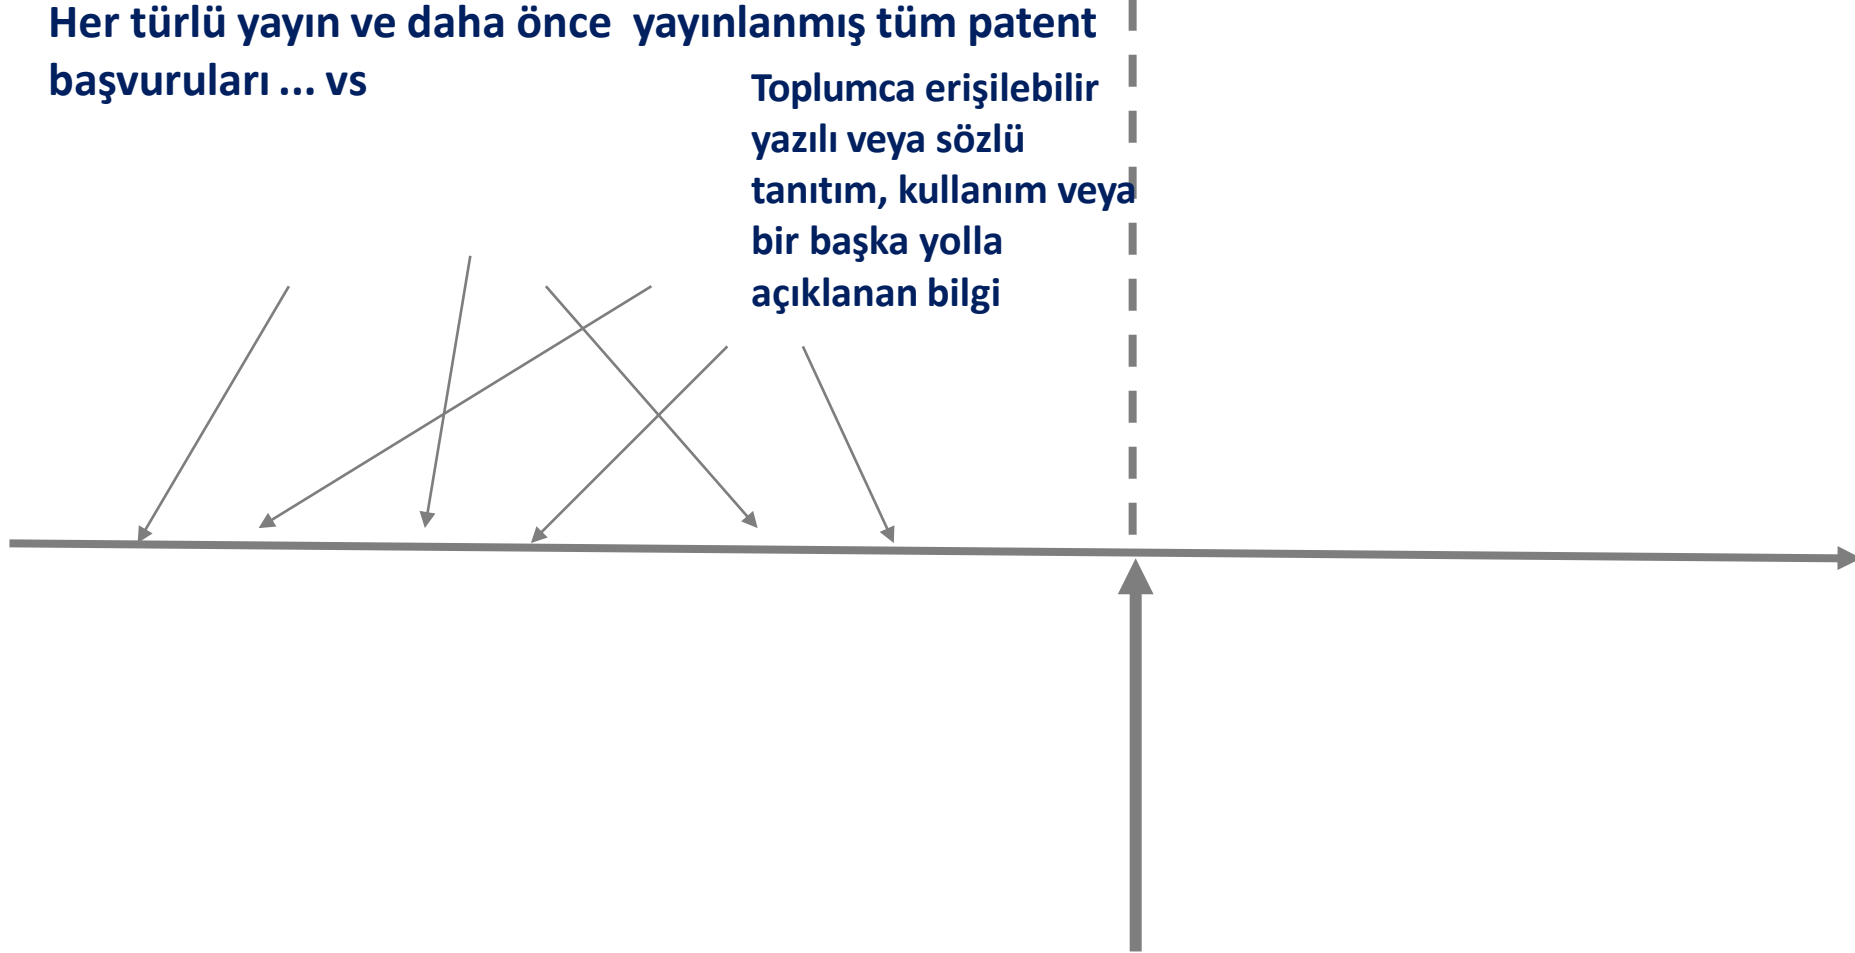 Her türlü yayın ve daha önce  yayınlanmış tüm patent
başvuruları ... vs
Toplumca erişilebilir
yazılı veya sözlü
tanıtım, kullanım veya
bir başka yolla
açıklanan bilgi